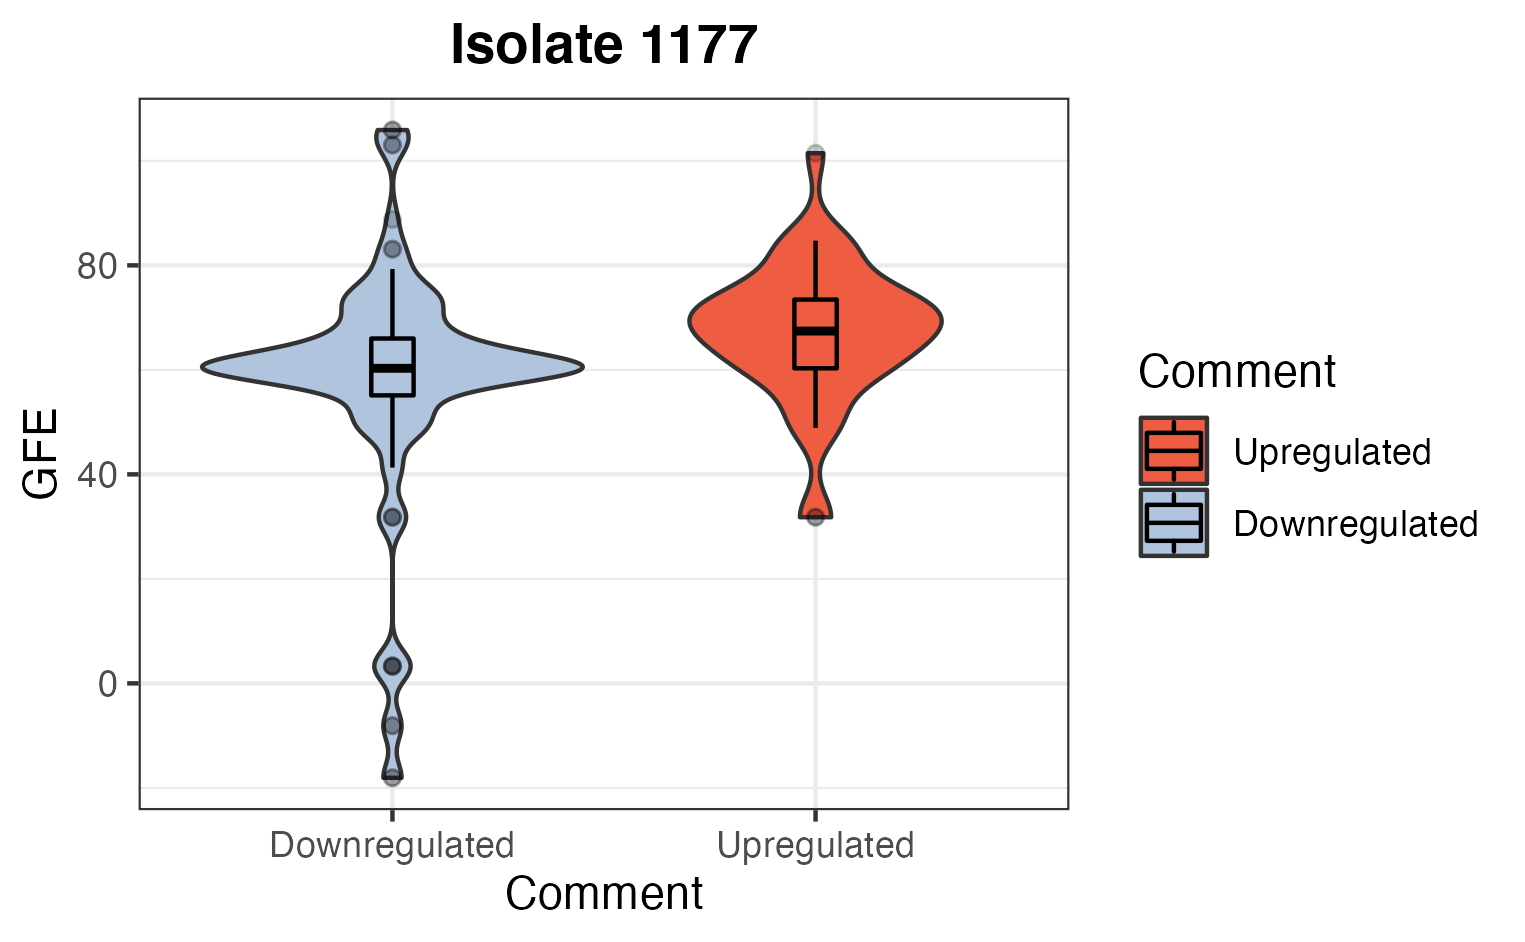 Isolate 1177
GFE
80
40
0
Downregulated
Upregulated
Comment
Comment
Upregulated
Downregulated